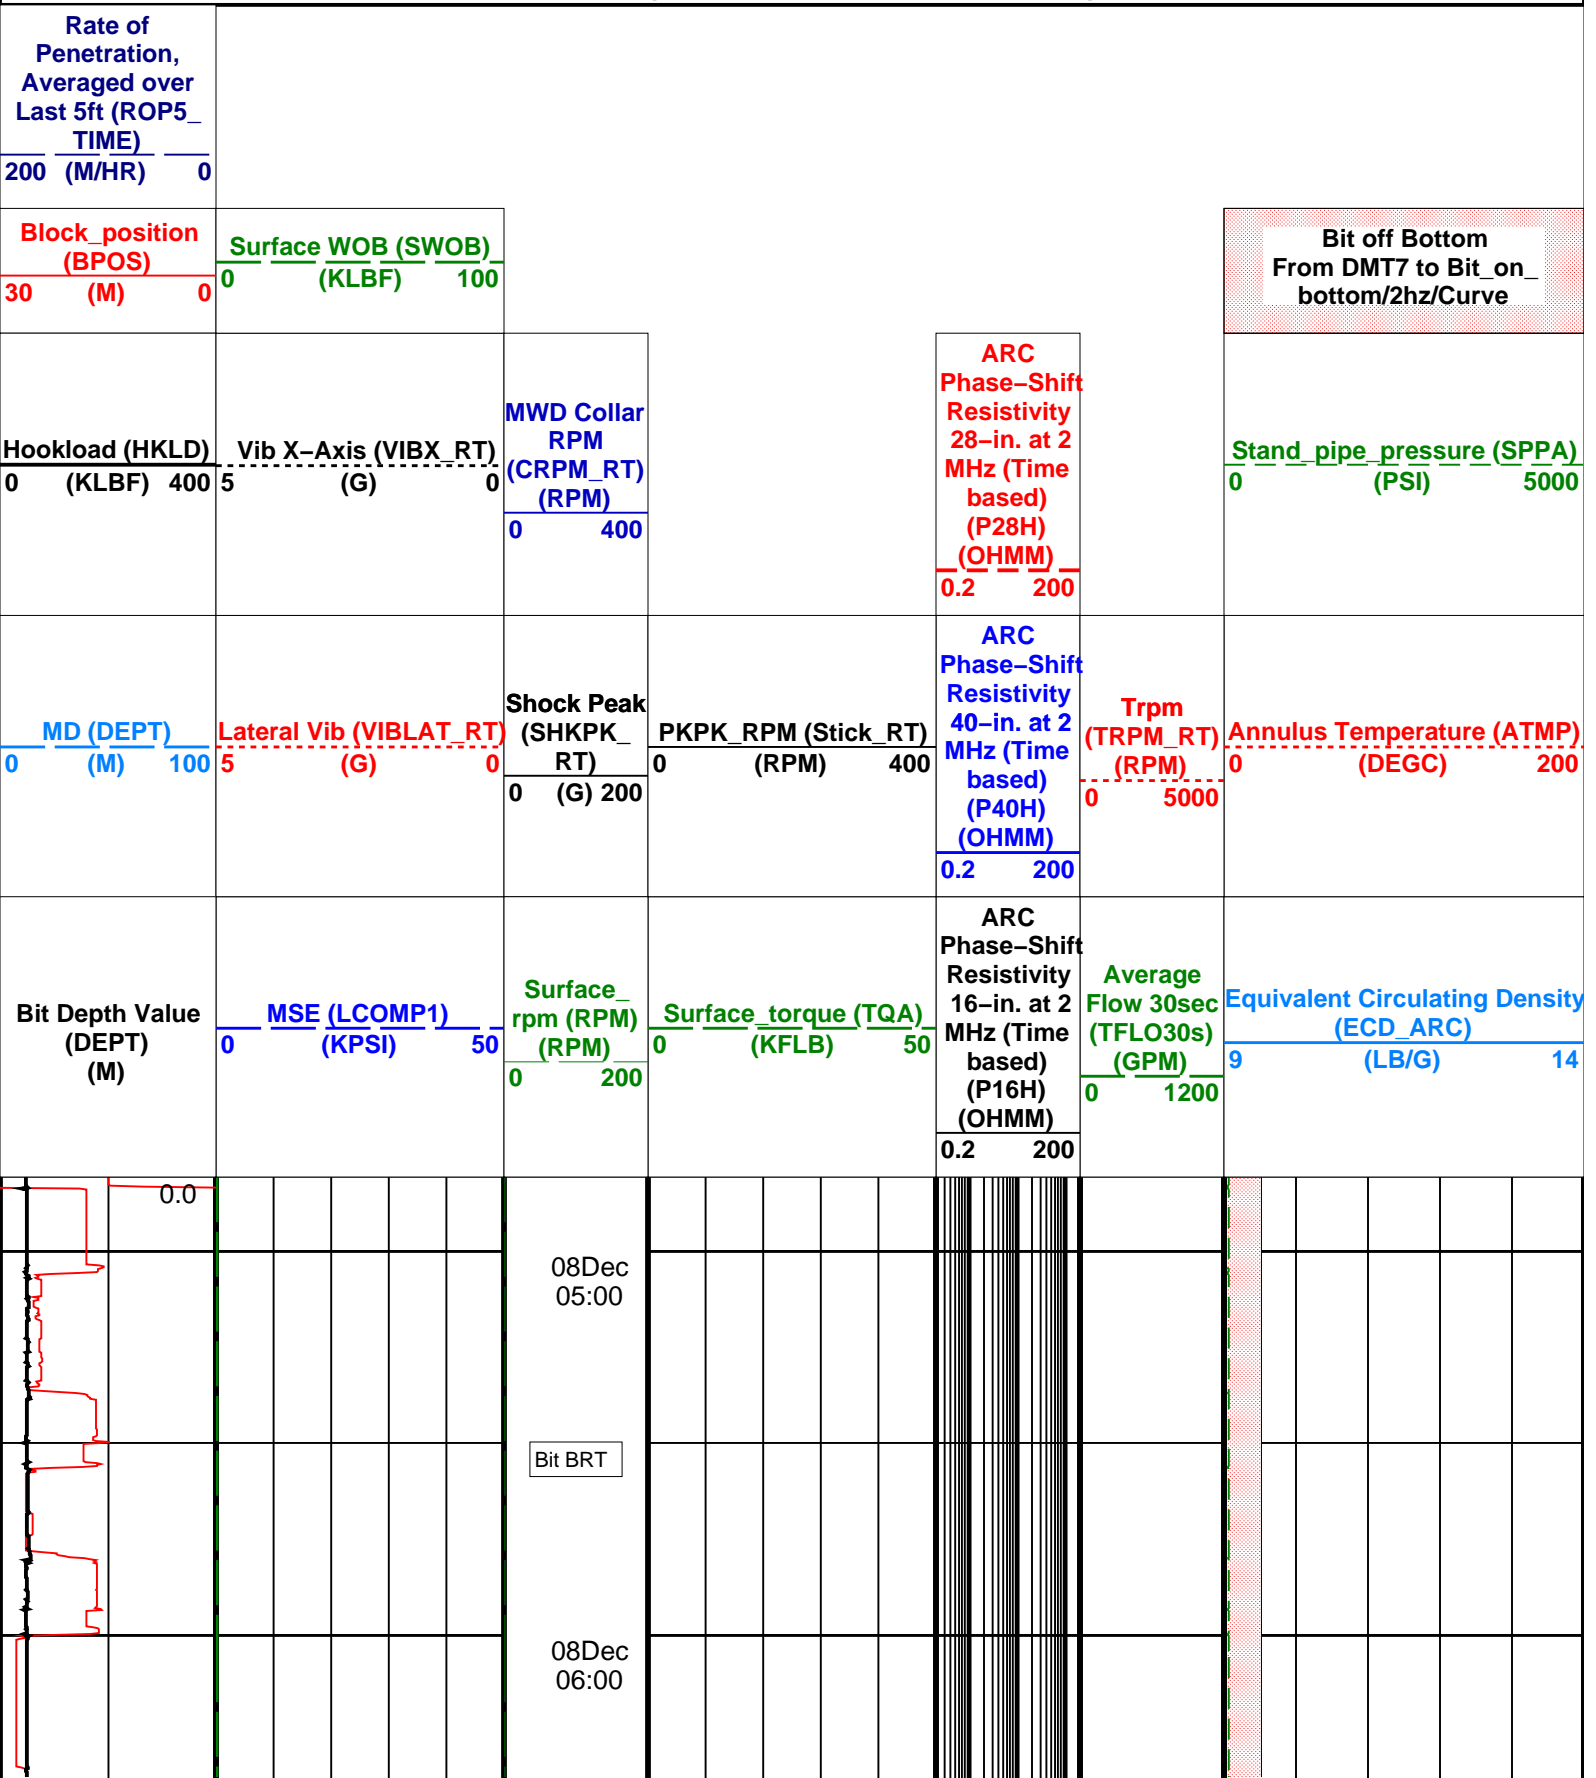 Rate of
Penetration,
Averaged over
Last 5ft (ROP5_
TIME)
200 (M/HR) 0
Block_position
(BPOS)
30 (M) 0
Surface WOB (SWOB)
0 (KLBF) 100
Bit off Bottom
From DMT7 to Bit_on_
bottom/2hz/Curve
Hookload (HKLD)
0 (KLBF) 400
Vib X−Axis (VIBX_RT)
5 (G) 0
MWD Collar
RPM
(CRPM_RT)
(RPM)
0 400
ARC
Phase−Shift
Resistivity
28−in. at 2
MHz (Time
based)
(P28H)
(OHMM)
0.2 200
Stand_pipe_pressure (SPPA)
0 (PSI) 5000
MD (DEPT)
0 (M) 100
Lateral Vib (VIBLAT_RT)
5 (G) 0
Shock Peak
(SHKPK_
RT)
0 (G) 200
PKPK_RPM (Stick_RT)
0 (RPM) 400
ARC
Phase−Shift
Resistivity
40−in. at 2
MHz (Time
based)
(P40H)
(OHMM)
0.2 200
Trpm
(TRPM_RT)
(RPM)
0 5000
Annulus Temperature (ATMP)
0 (DEGC) 200
Bit Depth Value
(DEPT)
(M)
MSE (LCOMP1)
0 (KPSI) 50
Surface_
rpm (RPM)
(RPM)
0 200
Surface_torque (TQA)
0 (KFLB) 50
ARC
Phase−Shift
Resistivity
16−in. at 2
MHz (Time
based)
(P16H)
(OHMM)
0.2 200
Average
Flow 30sec
(TFLO30s)
(GPM)
0 1200
Equivalent Circulating Density
(ECD_ARC)
9 (LB/G) 14
0.0
08Dec
05:00
Bit BRT
08Dec
06:00